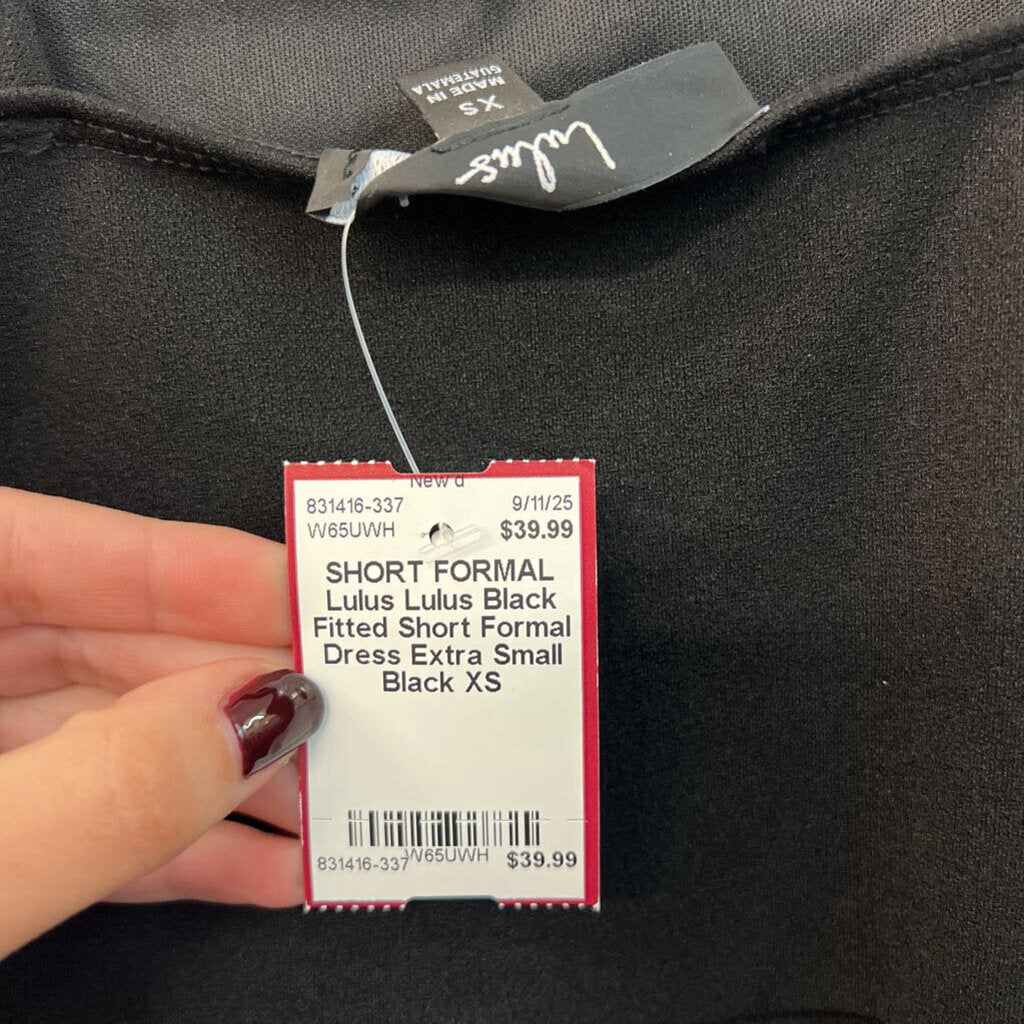 MADE IN
GUATEMALA
XS
Lulus
New'd
831416-337 9/11/25
W65UWH $39.99
SHORT FORMAL
Lulus Lulus Black
Fitted Short Formal
Dress Extra Small
Black XS
831416-337 W65UWH $39.99